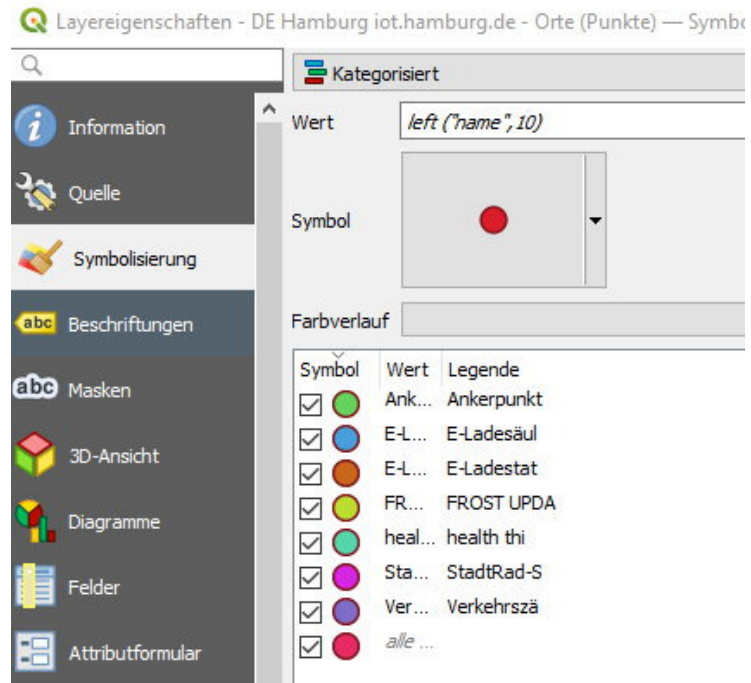 Layereigenschaften - DE Hamburg iot.hamburg.de - Orte (Punkte) — Symbo
Kategorisiert
Information
Wert left ("name",10)
Quelle
Symbol
Symbolisierung
abc Beschriftungen
Farbverlauf
Symbol Wert Legende
abc Masken
Ank... Ankerpunkt
E-L... E-Ladesäul
3D-Ansicht
E-L... E-Ladestat
FR... FROST UPDA
Diagramme
heal... health thi
Felder
Sta... StadtRad-S
Ver... Verkehrszä
Attributformular
alle ...